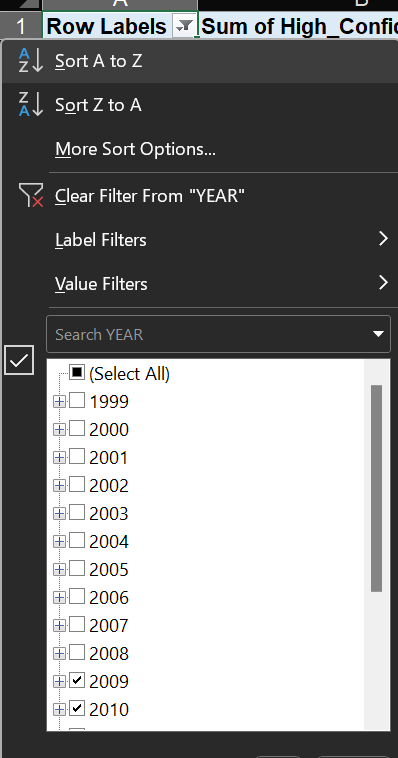 A
B
1 Row Labels Sum of High_Confid
Sort A to Z
Sort Z to A
More Sort Options...
Clear Filter From "YEAR"
Label Filters
Value Filters
Search YEAR
(Select All)
1999
2000
2001
2002
2003
2004
2005
2006
2007
2008
2009
2010